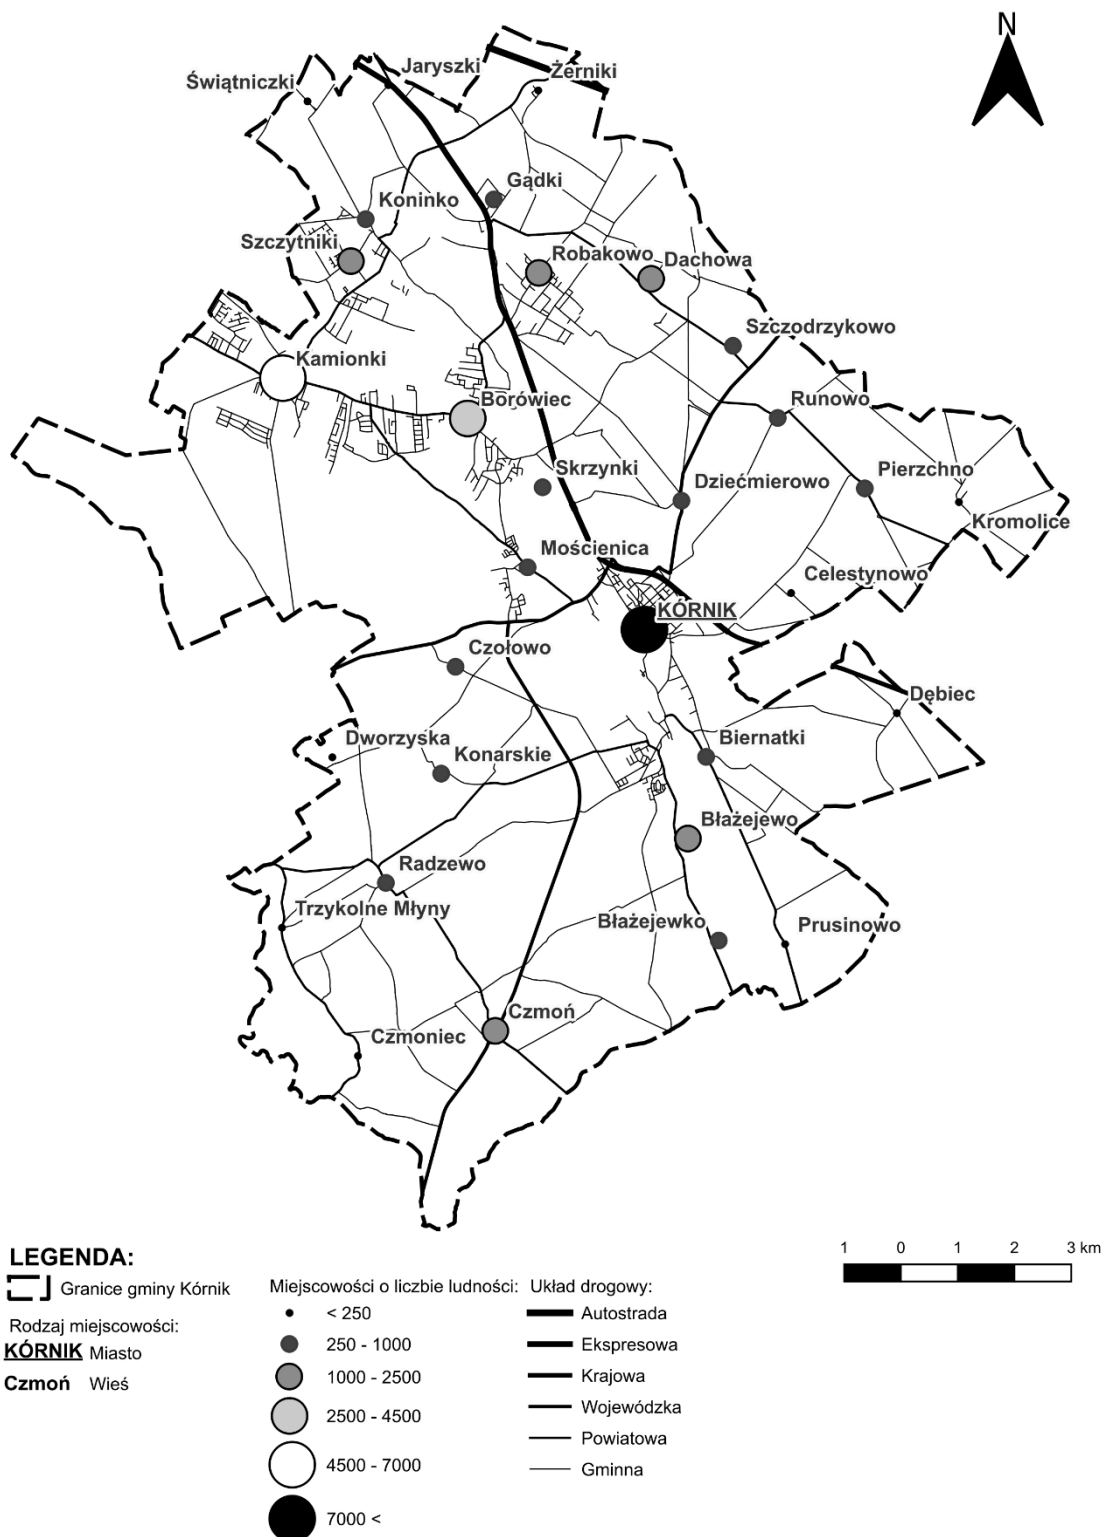 N
Jaryszki
Żerniki
Świątniczki
Gądki
Koninko
Szczytniki
Robakowo
Dachowa
Szczodrzykowo
Kamionki
Borówiec
Runowo
Skrzynki
Dziećmierowo
Pierzchno
Kromolice
Mościenica
Celestynowo
KÓRNIK
Czołowo
Dębiec
Dworzyska
Konarskie
Biernatki
Błażejewo
Radzewo
Trzykolne Młyny
Błażejewko
Prusinowo
Czmoń
Czmoniec
1 0 1 2 3 km
LEGENDA:
Granice gminy Kórnik
Rodzaj miejscowości:
KÓRNIK Miasto
Czmoń Wieś
Miejscowości o liczbie ludności:
< 250
250 - 1000
1000 - 2500
2500 - 4500
4500 - 7000
7000 <
Układ drogowy:
Autostrada
Ekspresowa
Krajowa
Wojewódzka
Powiatowa
Gminna